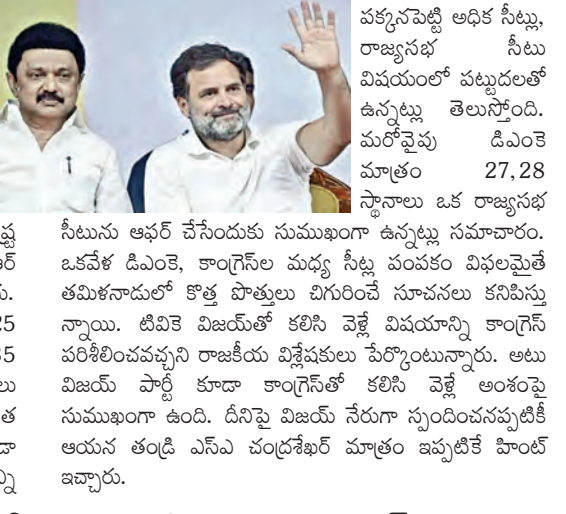 పక్కనపెట్టి అధిక సీట్లు,
రాజ్యసభ సీటు
విషయంలో పట్టుదలతో
ఉన్నట్లు తెలుస్తోంది.
మరోవైపు డిఎంకె
మాత్రం 27,28
స్థానాలు ఒక రాజ్యసభ
సీటును ఆఫర్ చేసేందుకు సుముఖంగా ఉన్నట్లు సమాచారం.
ఒకవేళ డిఎంకె, కాంగ్రెస్‌ల మధ్య సీట్ల పంపకం విఫలమైతే
తమిళనాడులో కొత్త పొత్తులు చిగురించే సూచనలు కనిపిస్తు
న్నాయి. టివికె విజయ్‌తో కలిసి వెళ్లే విషయాన్ని కాంగ్రెస్
పరిశీలించవచ్చని రాజకీయ విశ్లేషకులు పేర్కొంటున్నారు. అటు
విజయ్ పార్టీ కూడా కాంగ్రెస్‌తో కలిసి వెళ్లే అంశంపై
సుముఖంగా ఉంది. దీనిపై విజయ్ నేరుగా స్పందించనప్పటికీ
ఆయన తండ్రి ఎస్ఎ చంద్రశేఖర్ మాత్రం ఇప్పటికే హింట్
ఇచ్చారు.